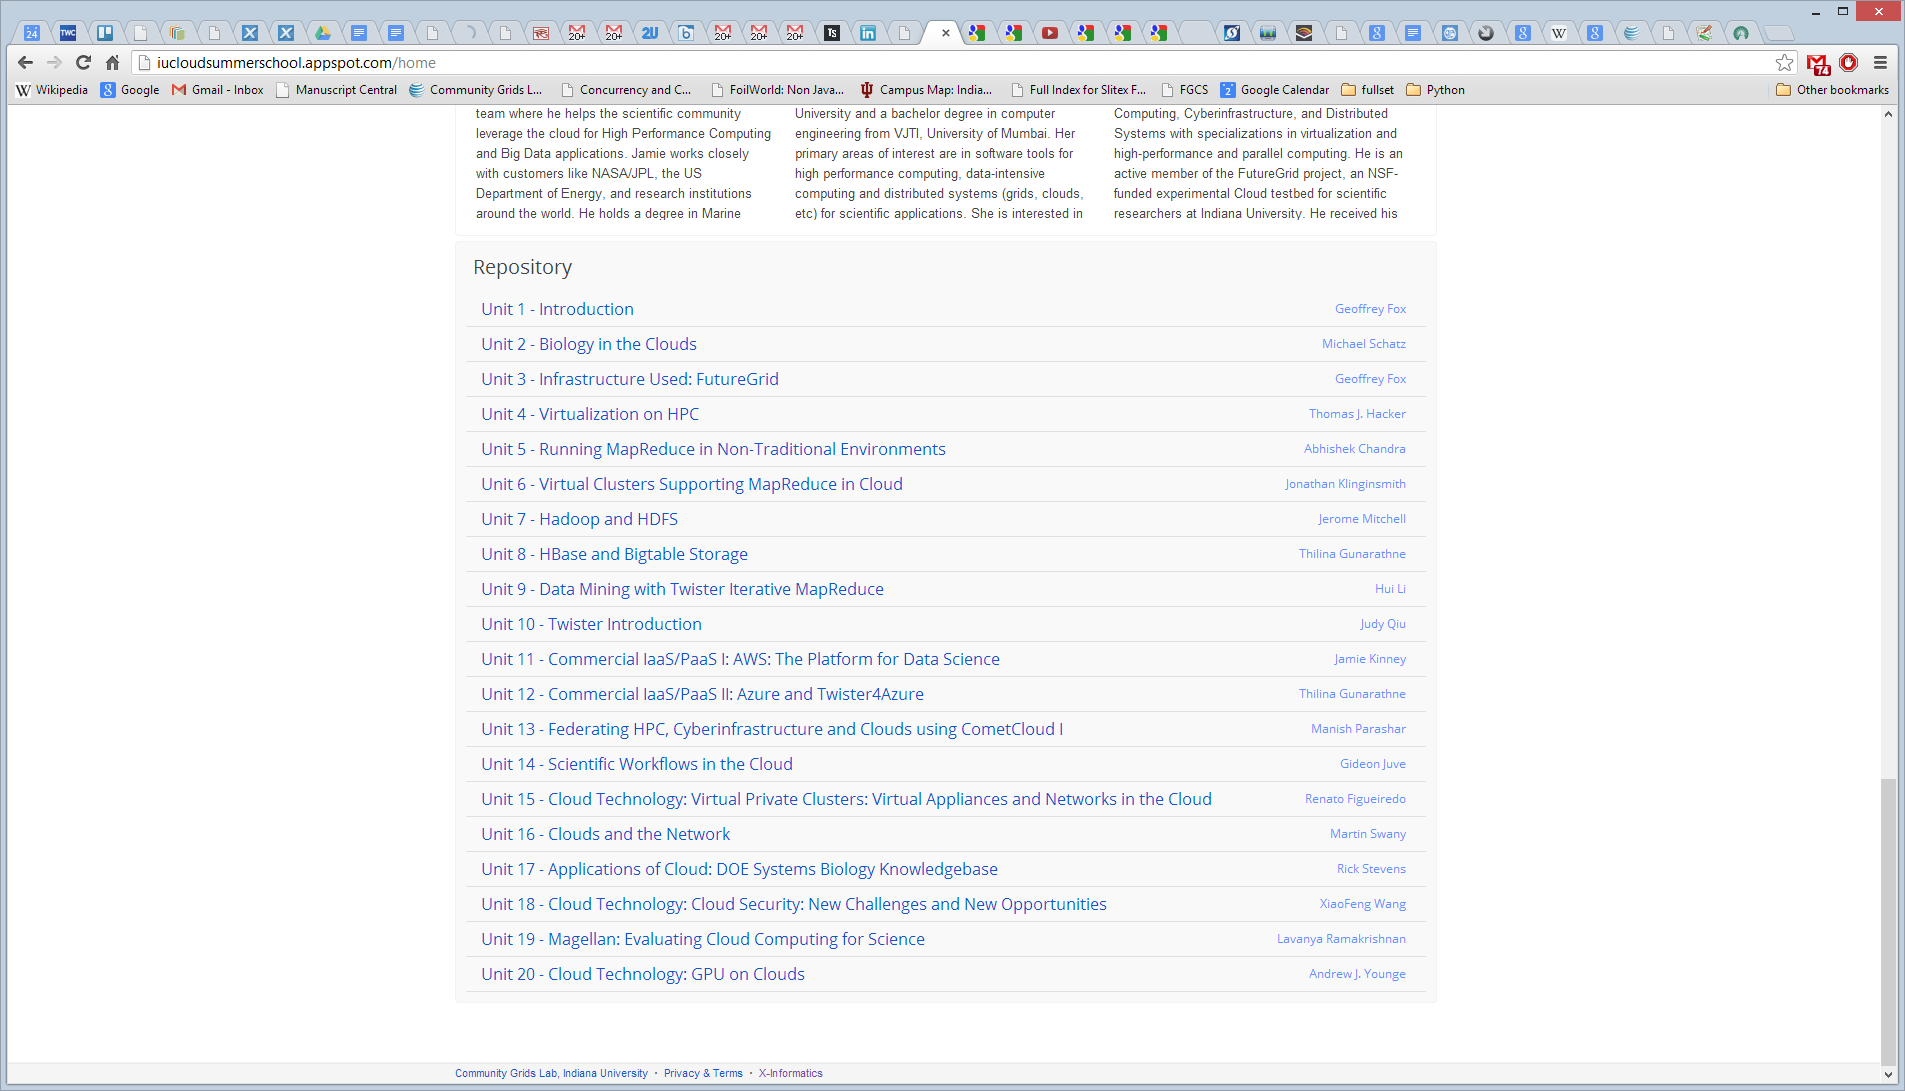 24
TWC
20+
20+
2U
20+
20+
20+
Ts
in
W
iucloudsummerschool.appspot.com/home
74
Wikipedia
Google
Gmail - Inbox
Manuscript Central
Community Grids L...
Concurrency and C...
FoilWorld: Non Java...
Campus Map: India...
Full Index for Slitex F...
FGCS
Google Calendar
fullset
Python
Other bookmarks
team where he helps the scientific community
leverage the cloud for High Performance Computing
and Big Data applications. Jamie works closely
with customers like NASA/JPL, the US
Department of Energy, and research institutions
around the world. He holds a degree in Marine
University and a bachelor degree in computer
engineering from VJTI, University of Mumbai. Her
primary areas of interest are in software tools for
high performance computing, data-intensive
computing and distributed systems (grids, clouds,
etc) for scientific applications. She is interested in
Computing, Cyberinfrastructure, and Distributed
Systems with specializations in virtualization and
high-performance and parallel computing. He is an
active member of the FutureGrid project, an NSF-
funded experimental Cloud testbed for scientific
researchers at Indiana University. He received his
Repository
Unit 1 - Introduction Geoffrey Fox
Unit 2 - Biology in the Clouds Michael Schatz
Unit 3 - Infrastructure Used: FutureGrid Geoffrey Fox
Unit 4 - Virtualization on HPC Thomas J. Hacker
Unit 5 - Running MapReduce in Non-Traditional Environments Abhishek Chandra
Unit 6 - Virtual Clusters Supporting MapReduce in Cloud Jonathan Klinginsmith
Unit 7 - Hadoop and HDFS Jerome Mitchell
Unit 8 - HBase and Bigtable Storage Thilina Gunarathne
Unit 9 - Data Mining with Twister Iterative MapReduce Hui Li
Unit 10 - Twister Introduction Judy Qiu
Unit 11 - Commercial IaaS/PaaS I: AWS: The Platform for Data Science Jamie Kinney
Unit 12 - Commercial IaaS/PaaS II: Azure and Twister4Azure Thilina Gunarathne
Unit 13 - Federating HPC, Cyberinfrastructure and Clouds using CometCloud I Manish Parashar
Unit 14 - Scientific Workflows in the Cloud Gideon Juve
Unit 15 - Cloud Technology: Virtual Private Clusters: Virtual Appliances and Networks in the Cloud Renato Figueiredo
Unit 16 - Clouds and the Network Martin Swany
Unit 17 - Applications of Cloud: DOE Systems Biology Knowledgebase Rick Stevens
Unit 18 - Cloud Technology: Cloud Security: New Challenges and New Opportunities XiaoFeng Wang
Unit 19 - Magellan: Evaluating Cloud Computing for Science Lavanya Ramakrishnan
Unit 20 - Cloud Technology: GPU on Clouds Andrew J. Younge
Community Grids Lab, Indiana University · Privacy & Terms · X-Informatics